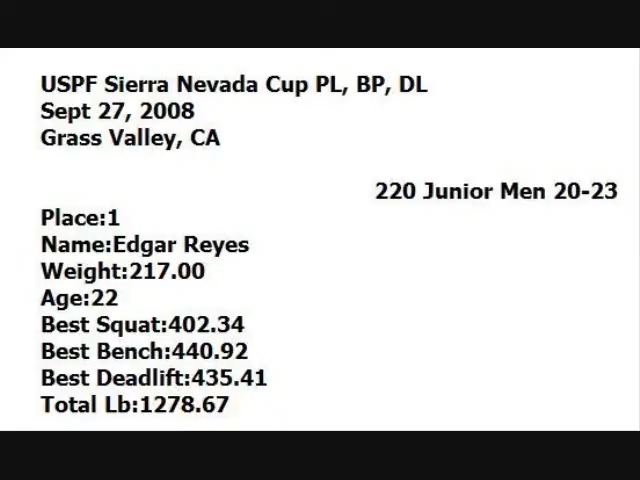 USPF Sierra Nevada Cup PL, BP, DL
Sept 27, 2008
Grass Valley, CA
220 Junior Men 20-23
Place:1
Name:Edgar Reyes
Weight:217.00
Age:22
Best Squat:402.34
Best Bench:440.92
Best Deadlift:435.41
Total Lb:1278.67